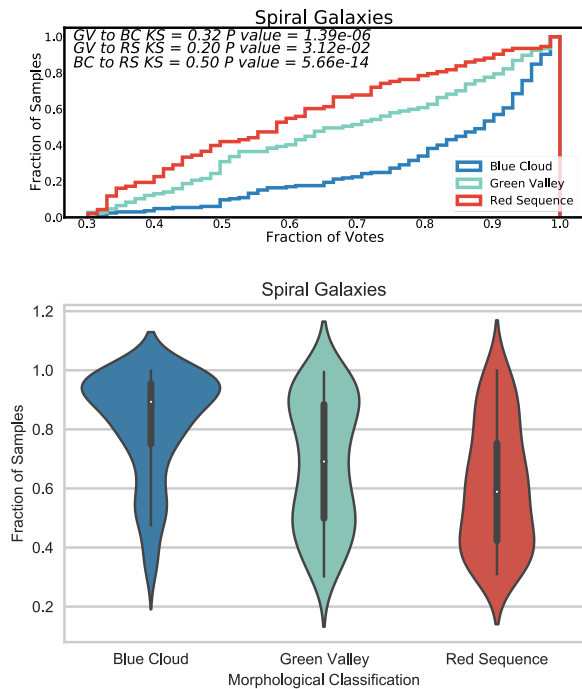 Spiral Galaxies
GV to BC KS = 0.32 P value = 1.39e-06
GV to RS KS = 0.20 P value = 3.12e-02
BC to RS KS = 0.50 P value = 5.66e-14
1.0
0.8
0.6
0.4
0.2
0.0
Fraction of Samples
Blue Cloud
Green Valley
Red Sequence
0.3 0.4 0.5 0.6 0.7 0.8 0.9 1.0
Fraction of Votes
Spiral Galaxies
1.2
1.0
0.8
0.6
0.4
0.2
Fraction of Samples
Blue Cloud Green Valley Red Sequence
Morphological Classification